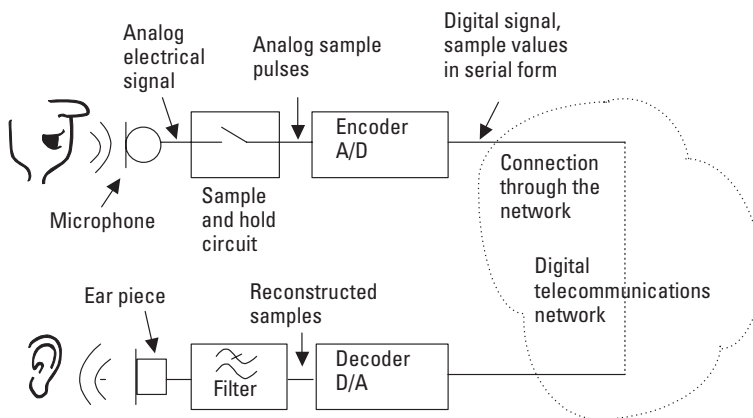 Analog
electrical
signal
Analog sample
pulses
Digital signal,
sample values
in serial form
Encoder
A/D
Microphone
Sample
and hold
circuit
Connection
through the
network
Digital
telecommunications
network
Ear piece
Reconstructed
samples
Filter
Decoder
D/A